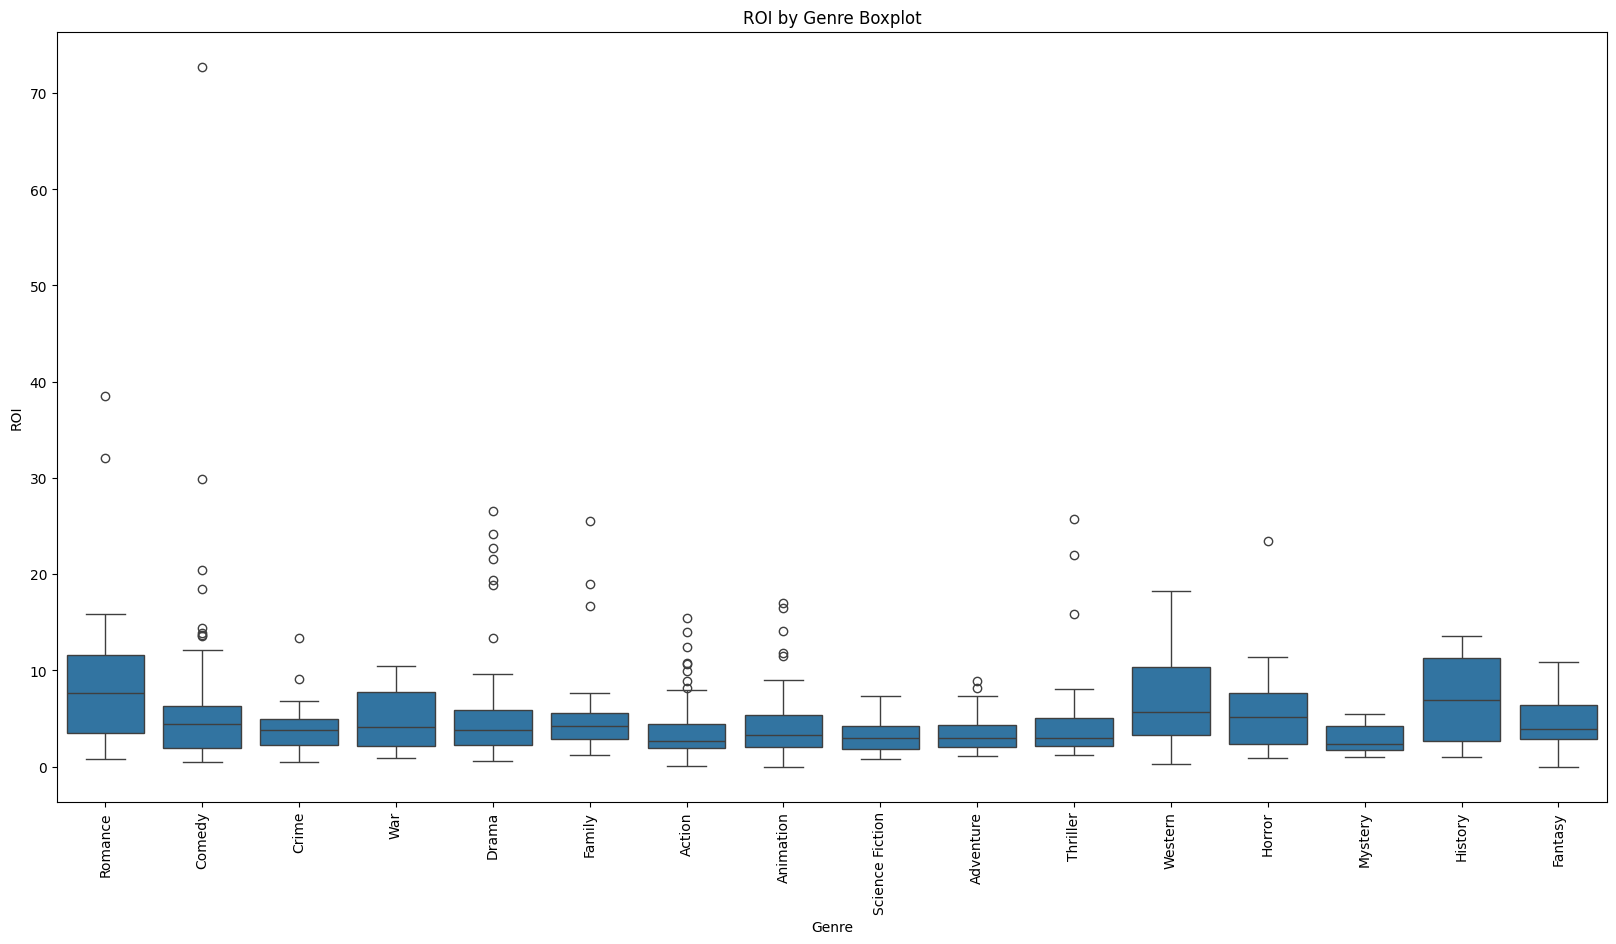 ROI by Genre Boxplot
70
60
50
40
30
20
10
0
ROI
Romance
Comedy
Crime
War
Drama
Family
Action
Animation
Science Fiction
Adventure
Thriller
Western
Horror
Mystery
History
Fantasy
Genre